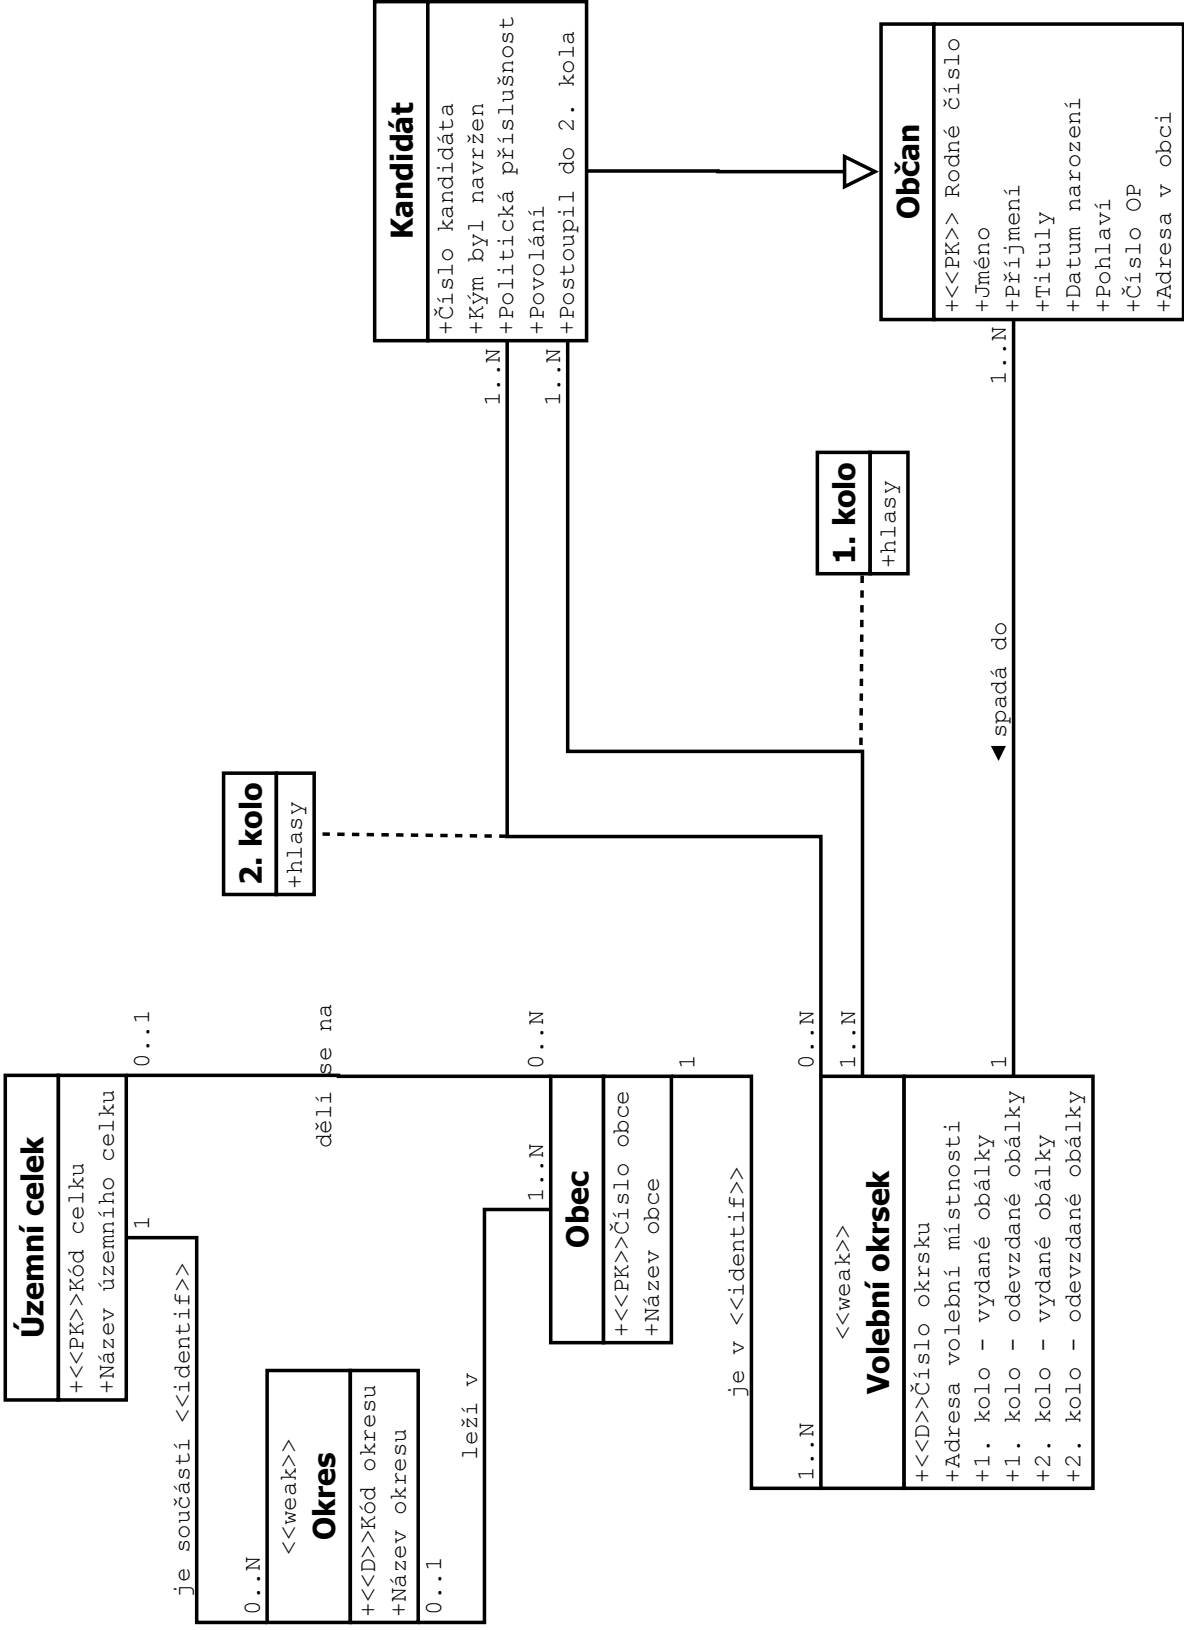 Územní celek
+<<PK>>Kód celku
+Název územního celku
1
0..1
je součástí <<identif>>
dělí se na
0..N
<<weak>>
Okres
+<<D>>Kód okresu
+Název okresu
0..1
leží v
1..N
0..N
Obec
+<<PK>>Číslo obce
+Název obce
1
je v <<identif>>
1..N
<<weak>>
Volební okrsek
+<<D>>Číslo okrsku
+Adresa volební místnosti
+1. kolo - vydané obálky
+1. kolo - odevzdané obálky
+2. kolo - vydané obálky
+2. kolo - odevzdané obálky
0..N
1..N
1
2. kolo
+hlasy
1. kolo
+hlasy
◀ spadá do
Kandidát
+Číslo kandidáta
+Kým byl navržen
+Politická příslušnost
+Povolání
+Postoupil do 2. kola
1..N
1..N
Občan
+<<PK>> Rodné číslo
+Jméno
+Příjmení
+Tituly
+Datum narození
+Pohlaví
+Číslo OP
+Adresa v obci
1..N